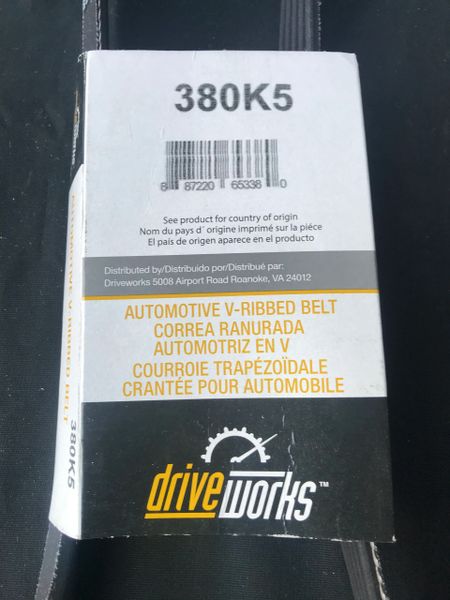 380K5
8 87220 65338 0
See product for country of origin
Nom du pays d´ origine imprimé sur la piéce
El país de origen aparece en el producto
Distributed by/Distribuido por/Distribué par:
Driveworks 5008 Airport Road Roanoke, VA 24012
AUTOMOTIVE V-RIBBED BELT
CORREA RANURADA
AUTOMOTRIZ EN V
COURROIE TRAPÉZOÏDALE
CRANTÉE POUR AUTOMOBILE
driveworks™
AUTOMOTIVE V-RIBBED BELT
380K5